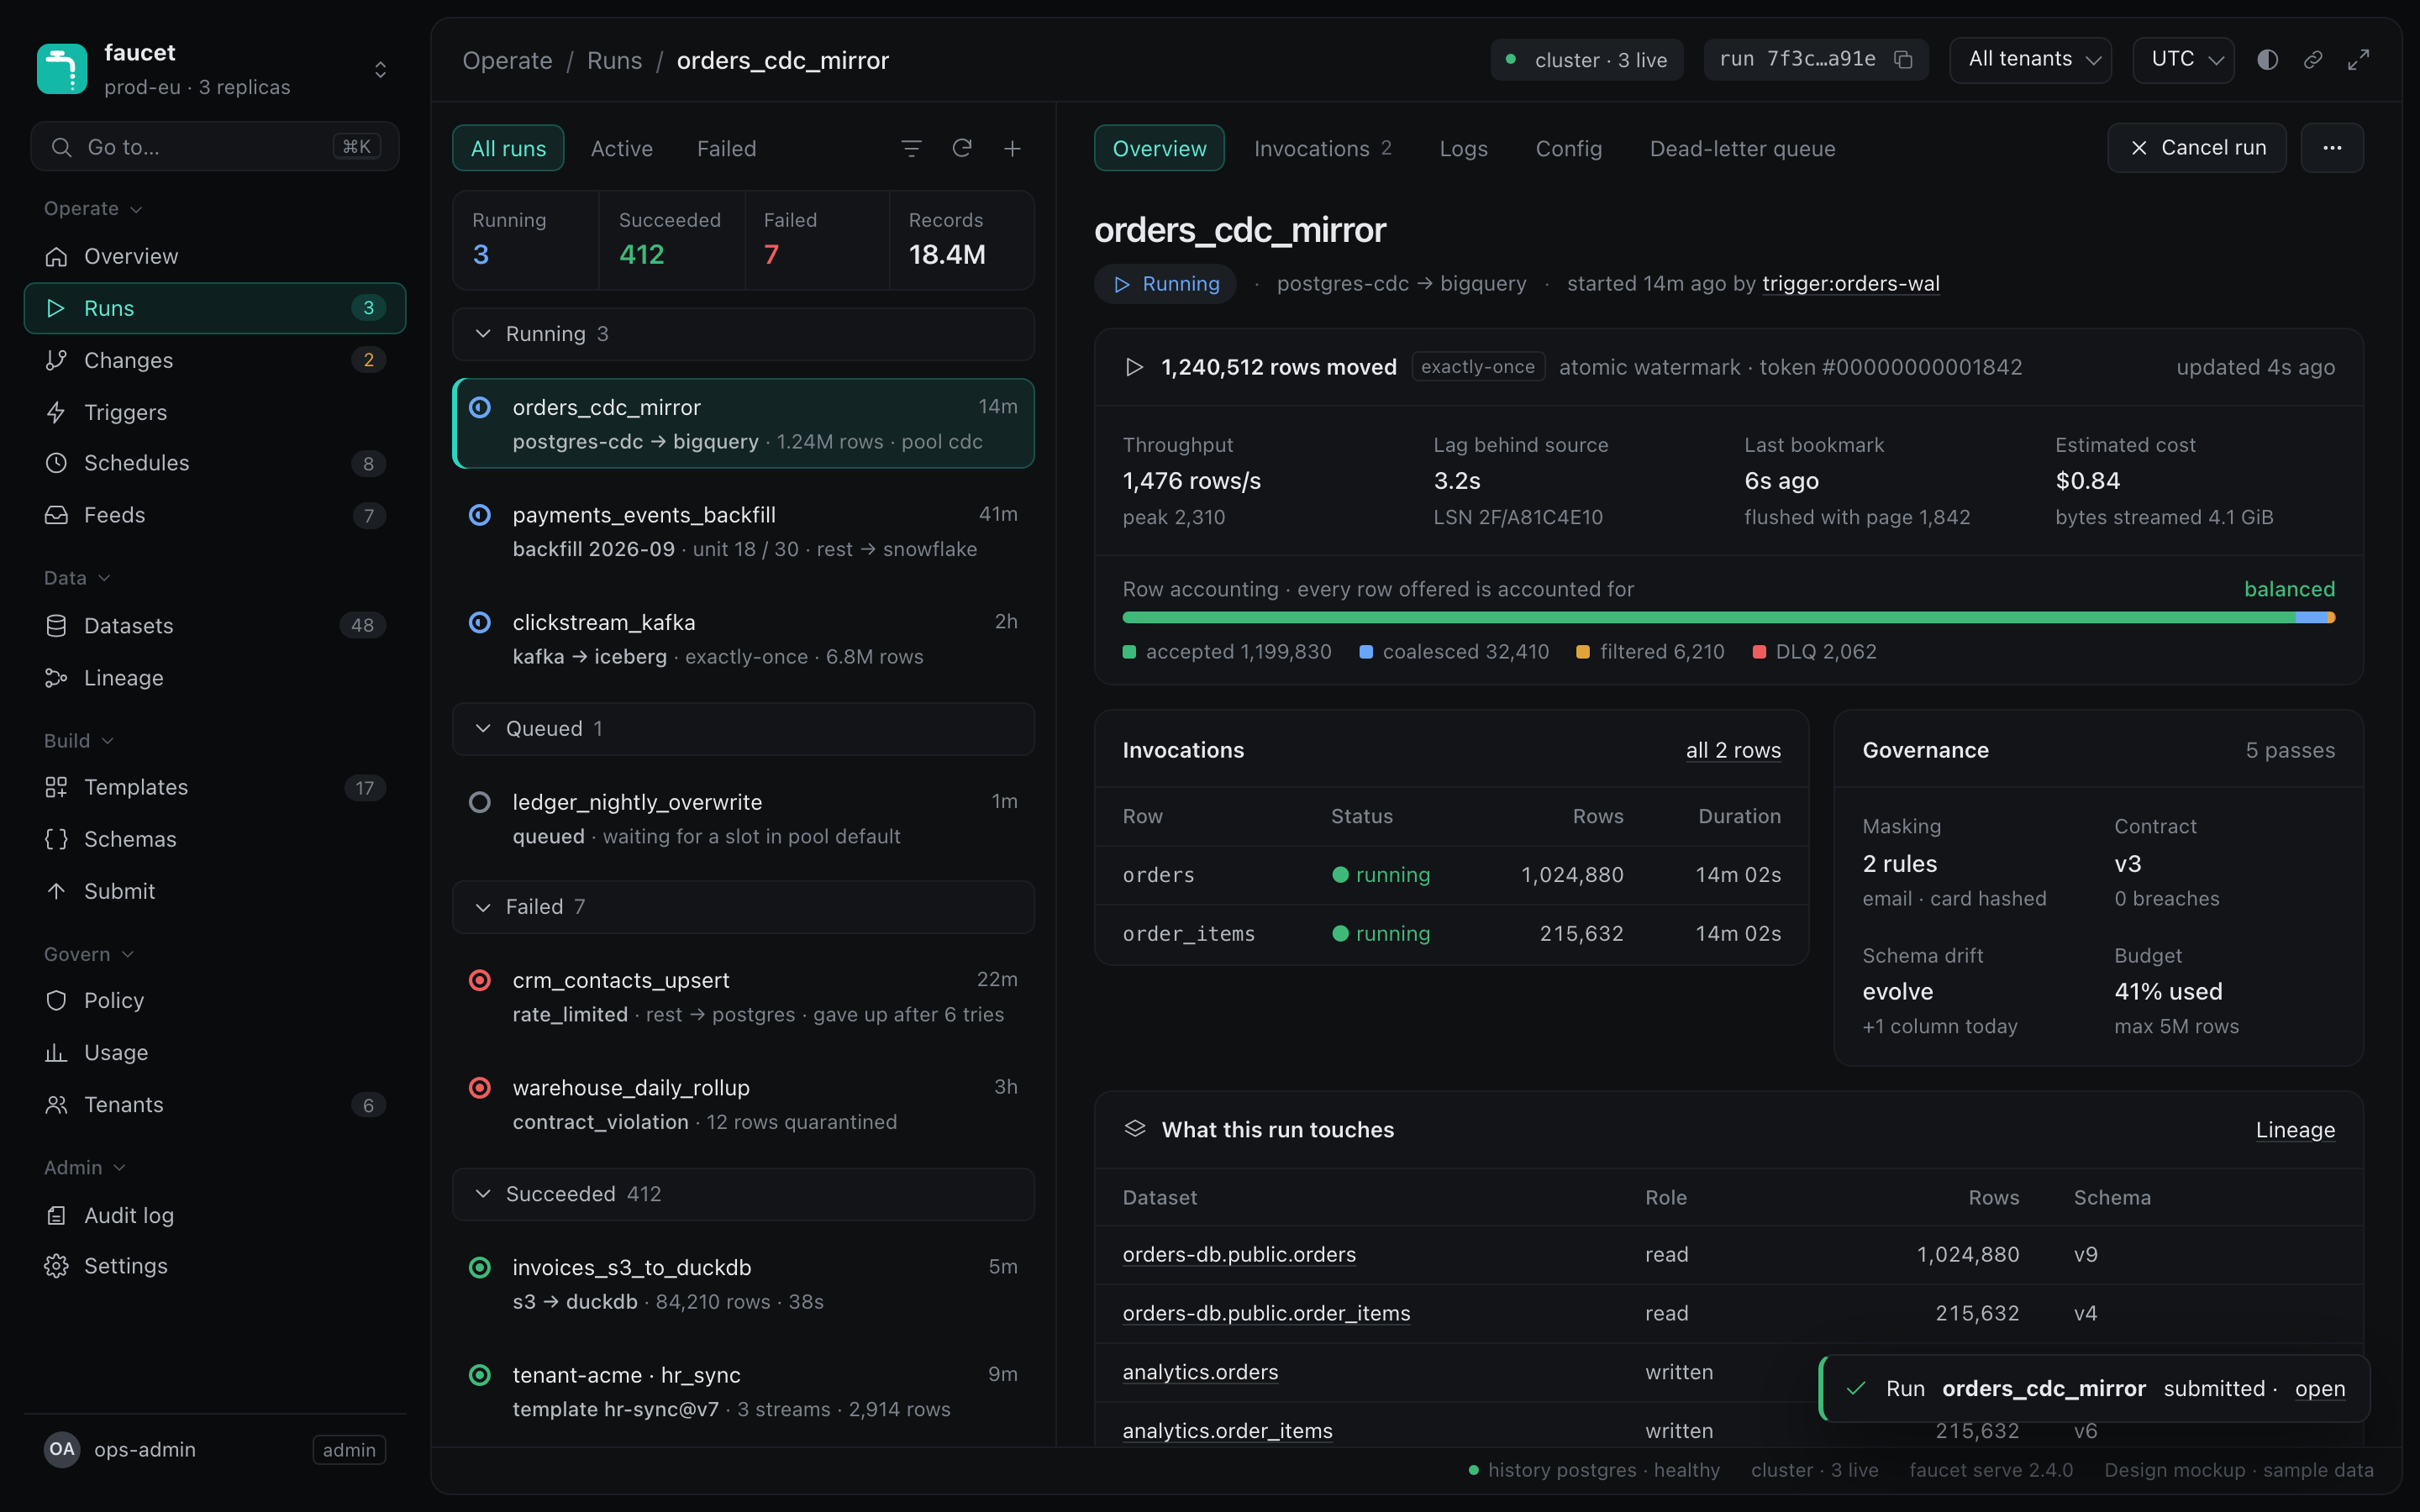 faucet
prod-eu · 3 replicas
Go to...
⌘K
Operate
Overview
Runs 3
Changes 2
Triggers
Schedules 8
Feeds 7
Data
Datasets 48
Lineage
Build
Templates 17
Schemas
Submit
Govern
Policy
Usage
Tenants 6
Admin
Audit log
Settings
OA ops-admin admin
Operate / Runs / orders_cdc_mirror
cluster · 3 live
run 7f3c…a91e
All tenants
UTC
All runs Active Failed
Running Succeeded Failed Records
3 412 7 18.4M
Running 3
orders_cdc_mirror 14m
postgres-cdc → bigquery · 1.24M rows · pool cdc
payments_events_backfill 41m
backfill 2026-09 · unit 18 / 30 · rest → snowflake
clickstream_kafka 2h
kafka → iceberg · exactly-once · 6.8M rows
Queued 1
ledger_nightly_overwrite 1m
queued · waiting for a slot in pool default
Failed 7
crm_contacts_upsert 22m
rate_limited · rest → postgres · gave up after 6 tries
warehouse_daily_rollup 3h
contract_violation · 12 rows quarantined
Succeeded 412
invoices_s3_to_duckdb 5m
s3 → duckdb · 84,210 rows · 38s
tenant-acme · hr_sync 9m
template hr-sync@v7 · 3 streams · 2,914 rows
Overview Invocations 2 Logs Config Dead-letter queue
Cancel run
orders_cdc_mirror
Running · postgres-cdc → bigquery · started 14m ago by trigger:orders-wal
1,240,512 rows moved exactly-once atomic watermark · token #00000000001842 updated 4s ago
Throughput Lag behind source Last bookmark Estimated cost
1,476 rows/s 3.2s 6s ago $0.84
peak 2,310 LSN 2F/A81C4E10 flushed with page 1,842 bytes streamed 4.1 GiB
Row accounting · every row offered is accounted for balanced
accepted 1,199,830 coalesced 32,410 filtered 6,210 DLQ 2,062
Invocations all 2 rows
Row Status Rows Duration
orders running 1,024,880 14m 02s
order_items running 215,632 14m 02s
Governance 5 passes
Masking Contract
2 rules v3
email · card hashed 0 breaches
Schema drift Budget
evolve 41% used
+1 column today max 5M rows
What this run touches Lineage
Dataset Role Rows Schema
orders-db.public.orders read 1,024,880 v9
orders-db.public.order_items read 215,632 v4
analytics.orders written
analytics.order_items written 215,632 v6
Run orders_cdc_mirror submitted · open
history postgres · healthy cluster · 3 live faucet serve 2.4.0 Design mockup · sample data